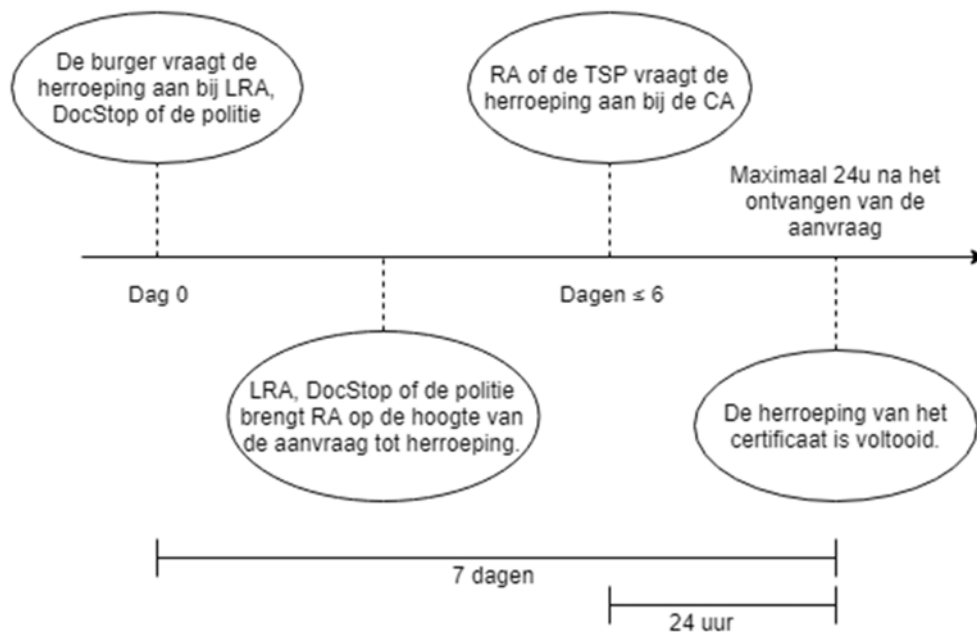 De burger vraagt de
herroeping aan bij LRA,
DocStop of de politie
RA of de TSP vraagt de
herroeping aan bij de CA
Maximaal 24u na het
ontvangen van de
aanvraag
Dag 0
Dagen ≤ 6
LRA, DocStop of de politie
brengt RA op de hoogte van
de aanvraag tot herroeping.
De herroeping van het
certificaat is voltooid.
7 dagen
24 uur